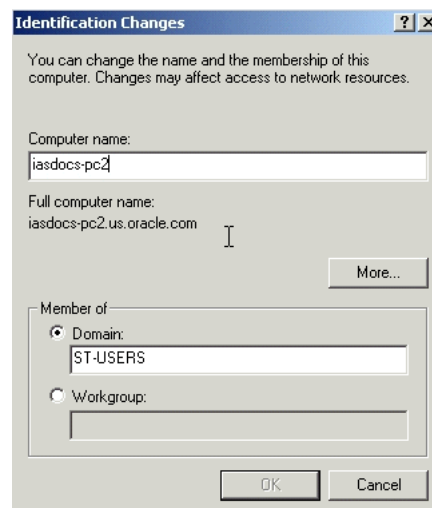 Identification Changes
You can change the name and the membership of this
computer. Changes may affect access to network resources.
Computer name:
iasdocs-pc2
Full computer name:
iasdocs-pc2.us.oracle.com
More...
Member of
Domain:
ST-USERS
Workgroup:
OK
Cancel